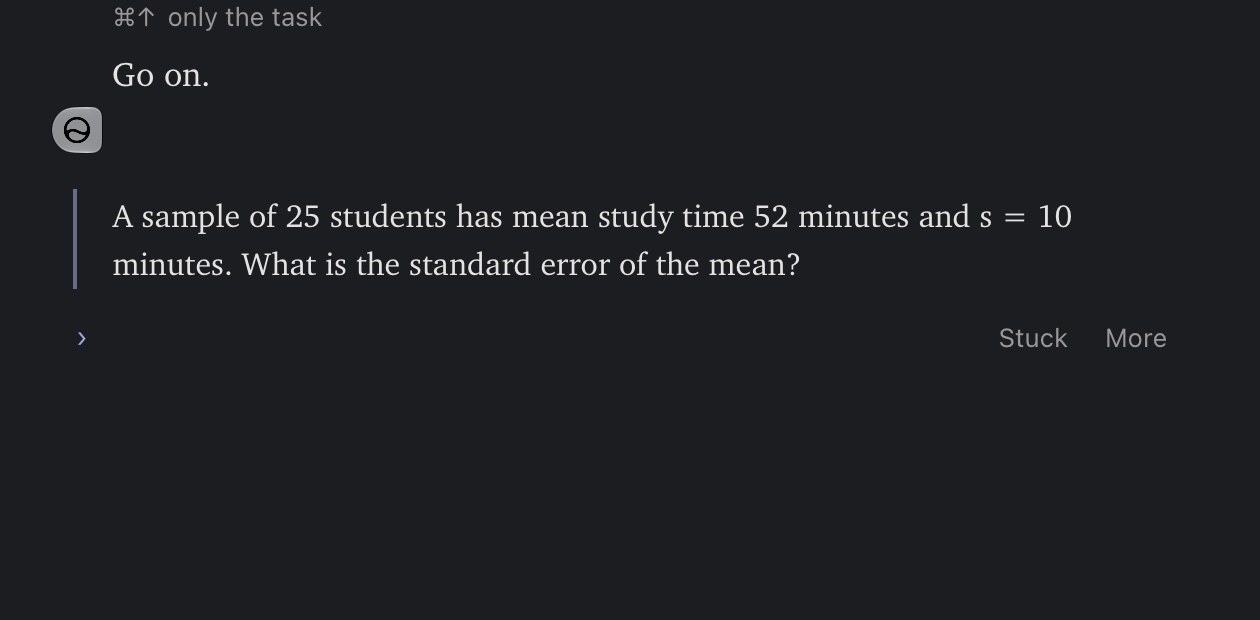 ⌘↑ only the task
Go on.
A sample of 25 students has mean study time 52 minutes and s = 10
minutes. What is the standard error of the mean?
› Stuck More